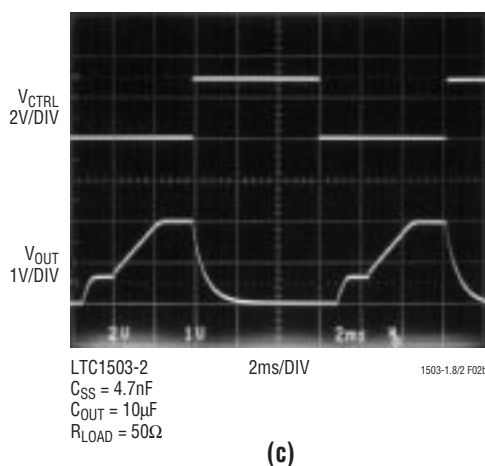 VCTRL
2V/DIV
VOUT
1V/DIV
2V 1V 2ms
LTC1503-2 2ms/DIV 1503-1.8/2 F02b
CSS = 4.7nF
COUT = 10µF
RLOAD = 50Ω
(c)